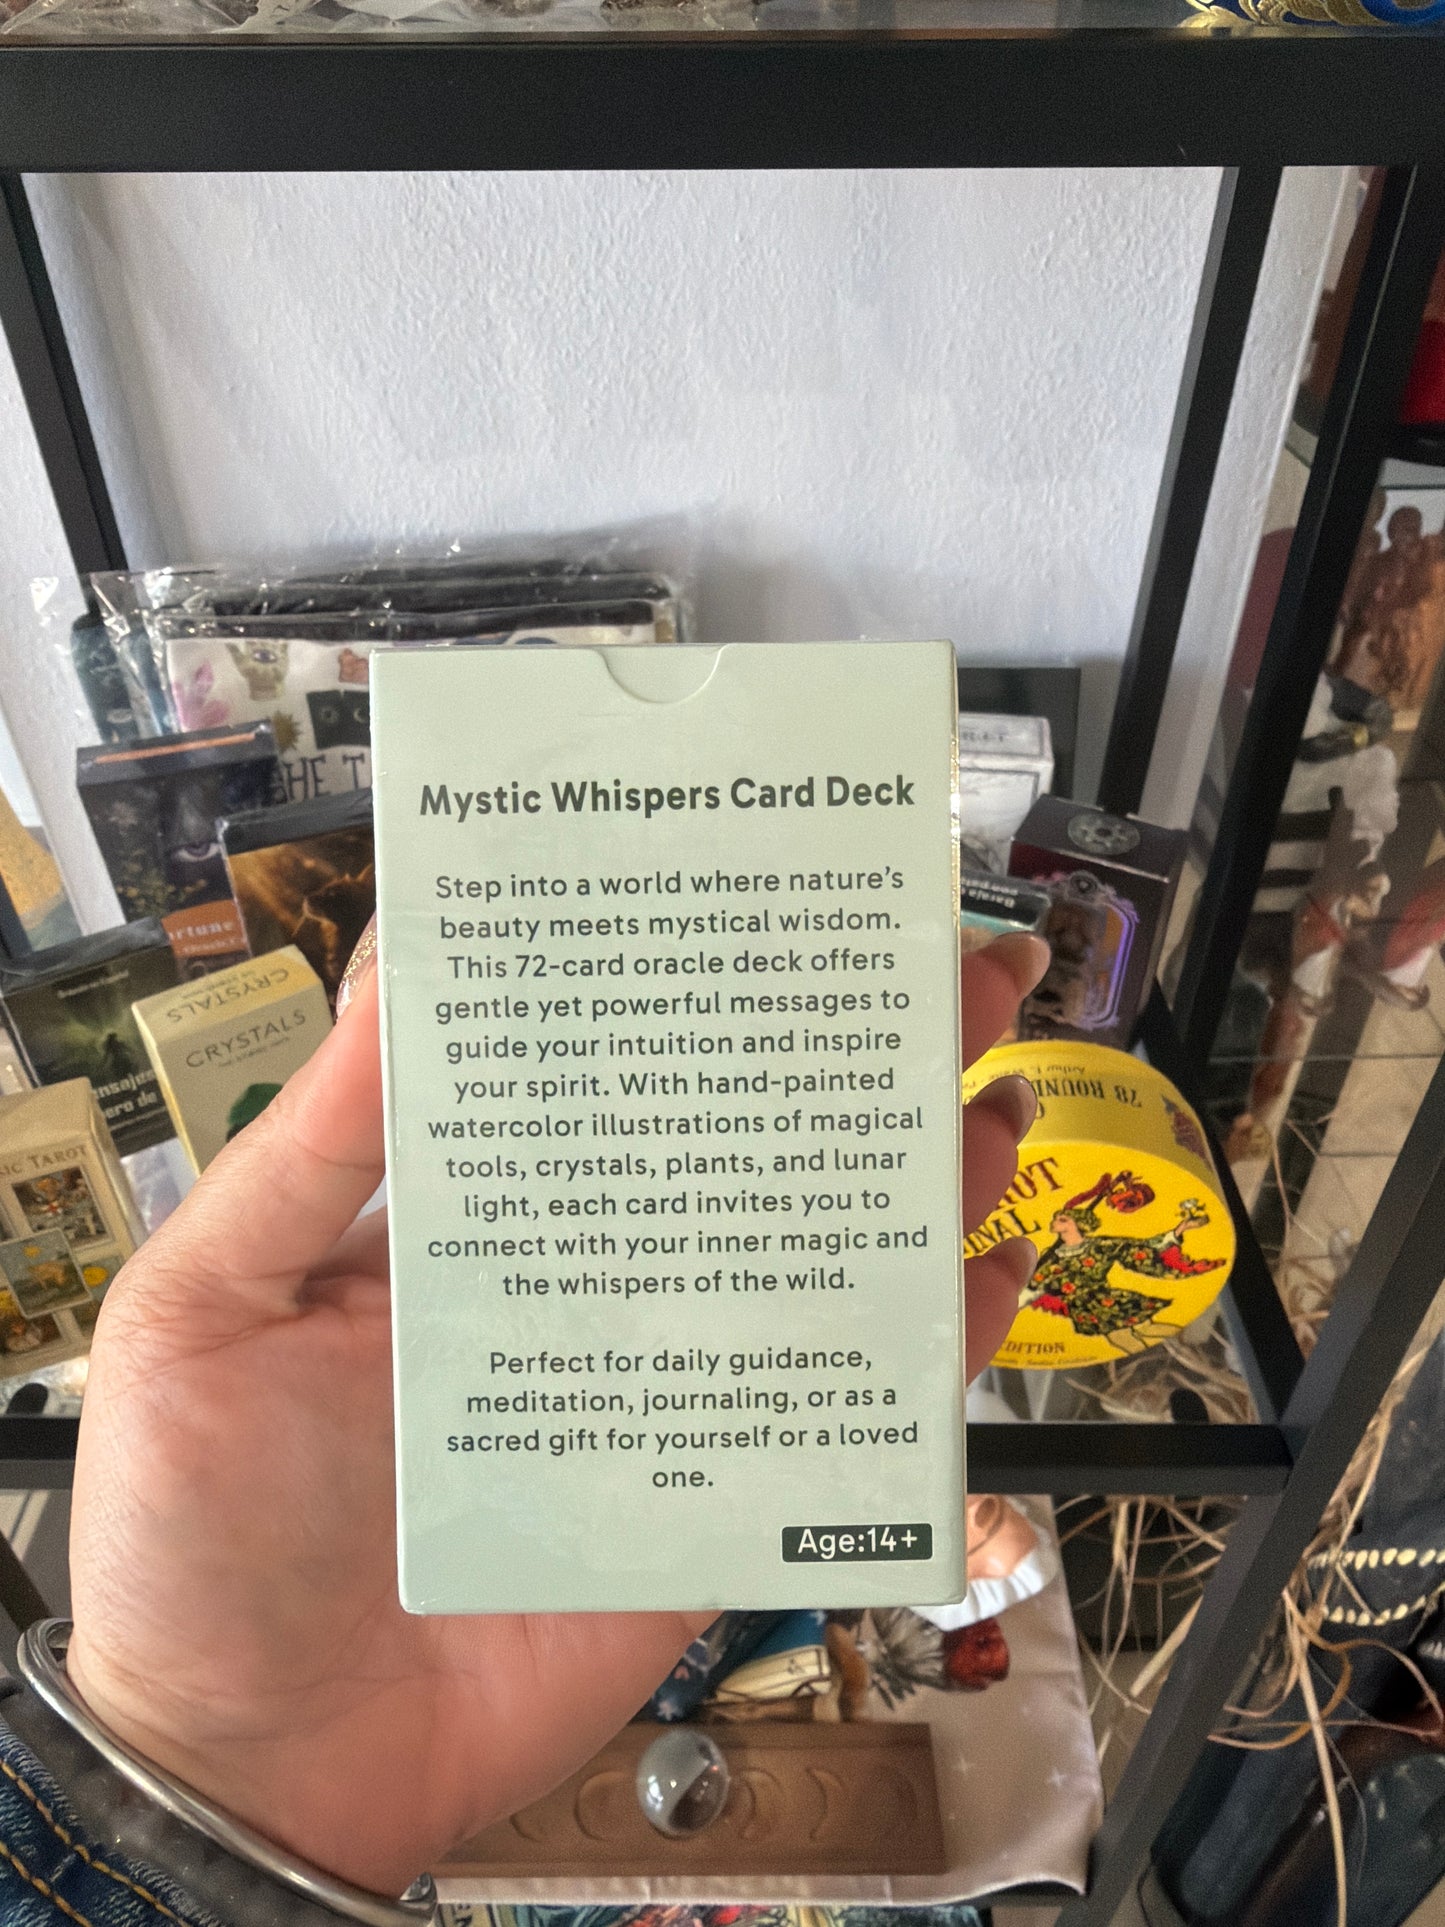 Mystic Whispers Card Deck
Step into a world where nature's
beauty meets mystical wisdom.
This 72-card oracle deck offers
gentle yet powerful messages to
guide your intuition and inspire
your spirit. With hand-painted
watercolor illustrations of magical
tools, crystals, plants, and lunar
light, each card invites you to
connect with your inner magic and
the whispers of the wild.
Perfect for daily guidance,
meditation, journaling, or as a
sacred gift for yourself or a loved
one.
Age:14+
CRYSTALS
CRYSTALS
TAROT
78
EDITION